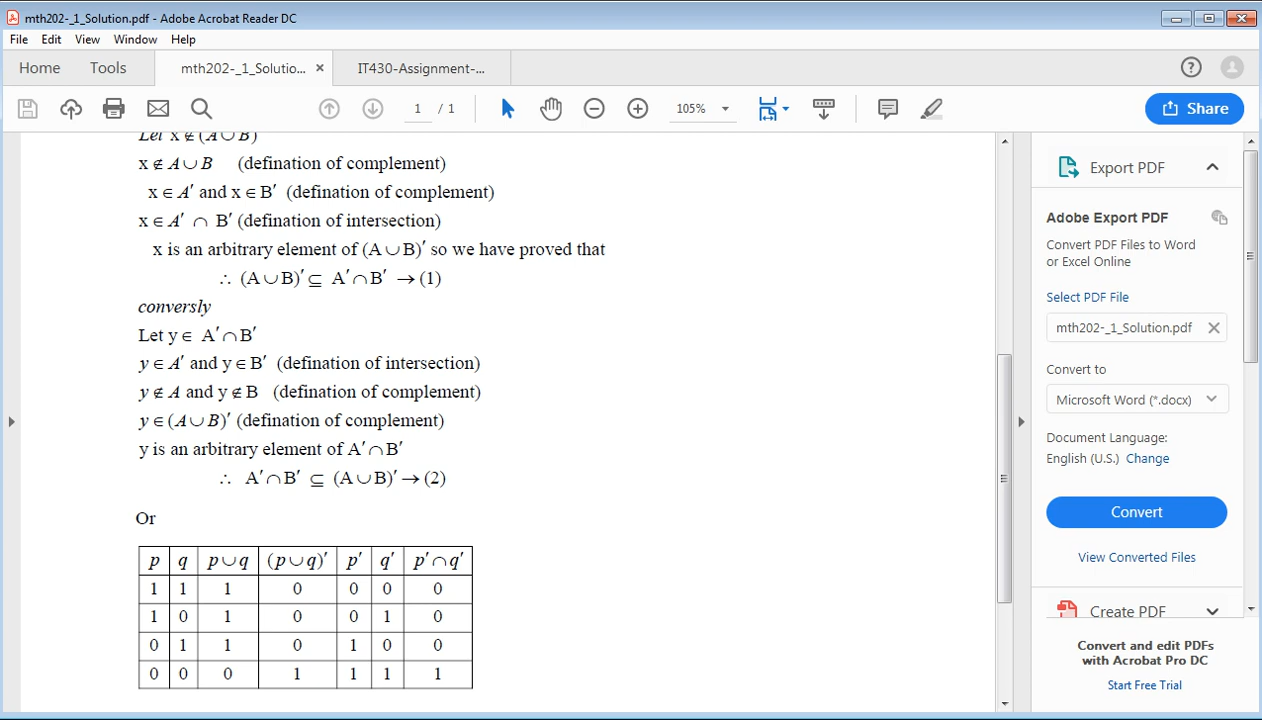 mth202-_1_Solution.pdf - Adobe Acrobat Reader DC
File Edit View Window Help
Home Tools mth202-_1_Solutio... × IT430-Assignment-...
1 / 1 105% Share
Let x ∉ (A ∪ B)
x ∉ A ∪ B (defination of complement)
x ∈ A′ and x ∈ B′ (defination of complement)
x ∈ A′ ∩ B′ (defination of intersection)
x is an arbitrary element of (A ∪ B)′ so we have proved that
∴ (A ∪ B)′ ⊆ A′ ∩ B′ → (1)
conversly
Let y ∈ A′ ∩ B′
y ∈ A′ and y ∈ B′ (defination of intersection)
y ∉ A and y ∉ B (defination of complement)
y ∈ (A ∪ B)′ (defination of complement)
y is an arbitrary element of A′ ∩ B′
∴ A′ ∩ B′ ⊆ (A ∪ B)′ → (2)
Or
p q p ∪ q (p ∪ q)′ p′ q′ p′ ∩ q′
1 1 1 0 0 0 0
1 0 1 0 0 1 0
0 1 1 0 1 0 0
0 0 0 1 1 1 1
Export PDF
Adobe Export PDF
Convert PDF Files to Word
or Excel Online
Select PDF File
mth202-_1_Solution.pdf ×
Convert to
Microsoft Word (*.docx)
Document Language:
English (U.S.) Change
Convert
View Converted Files
Create PDF
Convert and edit PDFs
with Acrobat Pro DC
Start Free Trial